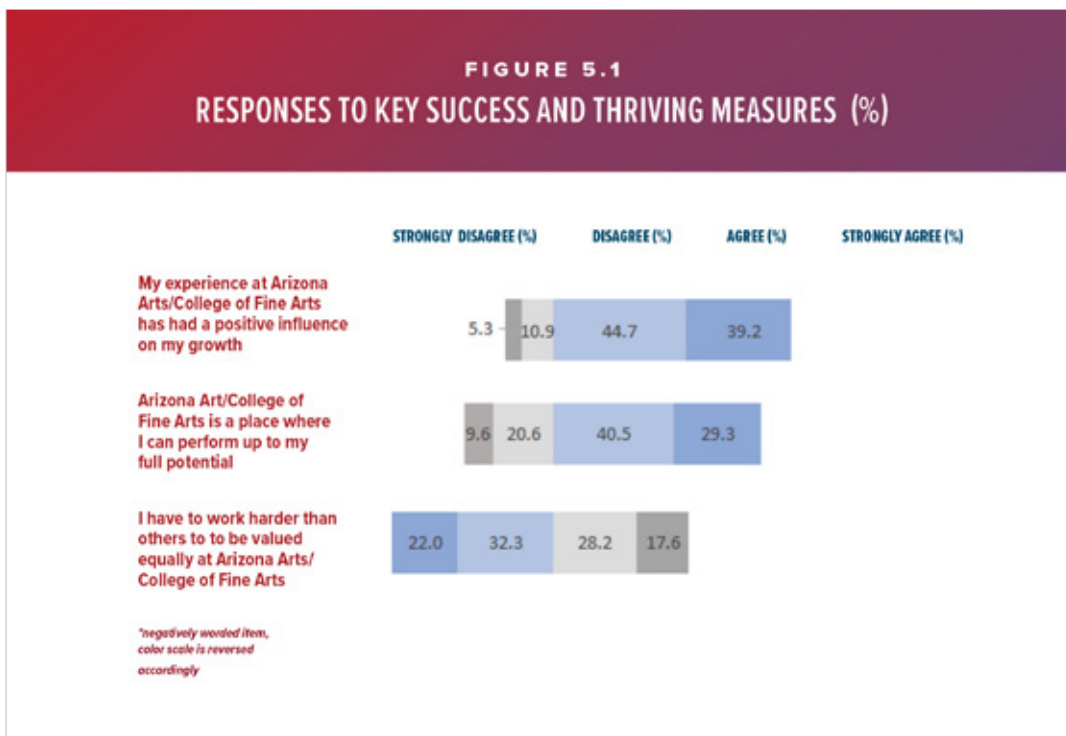 FIGURE 5.1
RESPONSES TO KEY SUCCESS AND THRIVING MEASURES (%)
STRONGLY DISAGREE (%) DISAGREE (%) AGREE (%) STRONGLY AGREE (%)
My experience at Arizona
Arts/College of Fine Arts
has had a positive influence
on my growth
5.3 10.9 44.7 39.2
Arizona Art/College of
Fine Arts is a place where
I can perform up to my
full potential
9.6 20.6 40.5 29.3
I have to work harder than
others to to be valued
equally at Arizona Arts/
College of Fine Arts
22.0 32.3 28.2 17.6
*negatively worded item,
color scale is reversed
accordingly